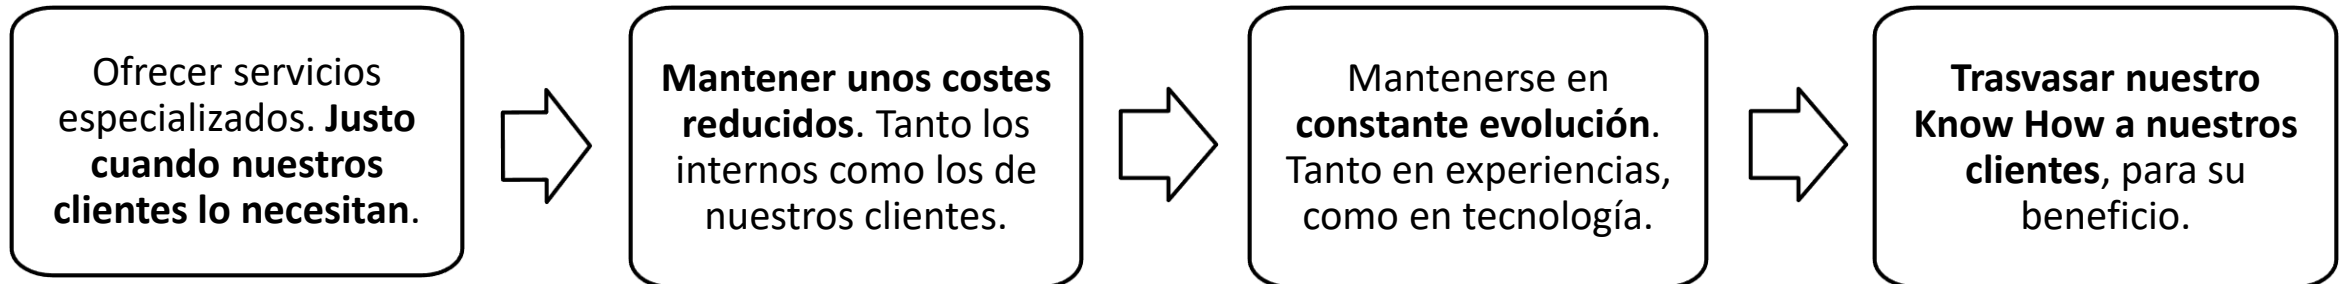 Ofrecer servicios
especializados. Justo
cuando nuestros
clientes lo necesitan.
Mantener unos costes
reducidos. Tanto los
internos como los de
nuestros clientes.
Mantenerse en
constante evolución.
Tanto en experiencias,
como en tecnología.
Trasvasar nuestro
Know How a nuestros
clientes, para su
beneficio.